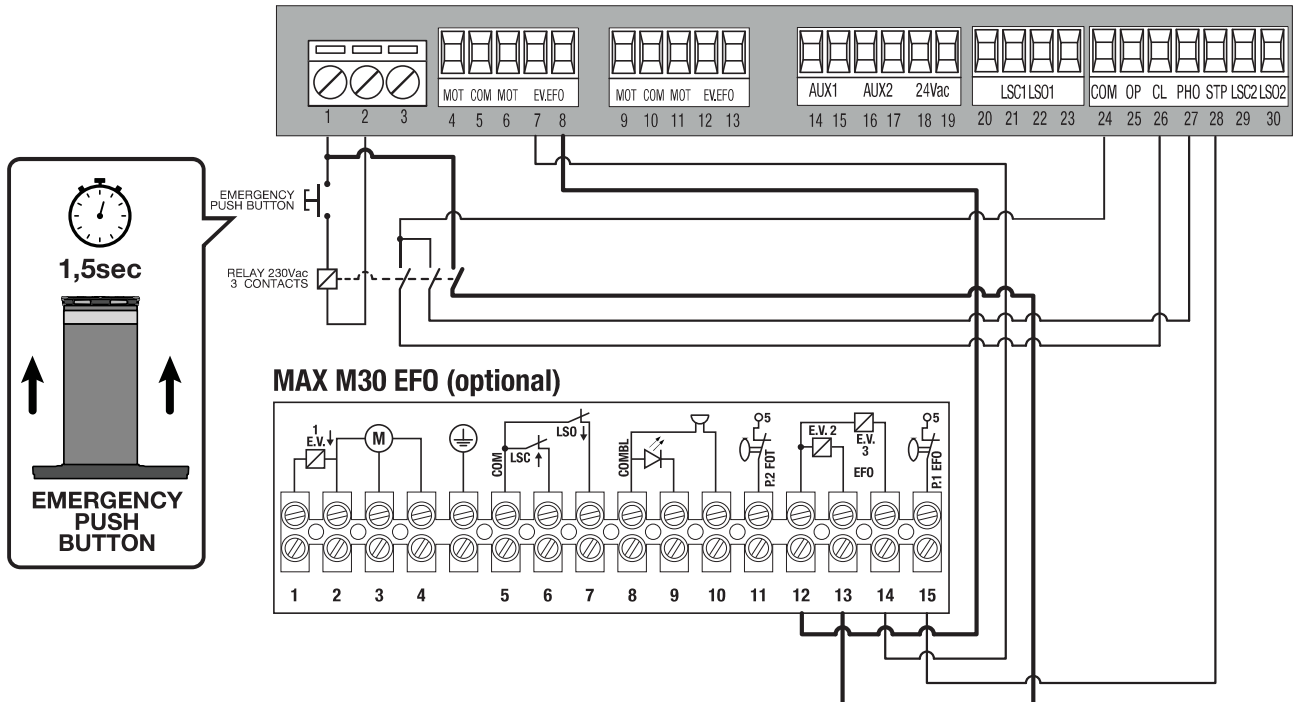 MOT COM MOT EV.EFO
MOT COM MOT EV.EFO
AUX1 AUX2 24Vac
LSC1 LSO1
COM OP CL PHO STP LSC2 LSO2
1 2 3
4 5 6 7 8
9 10 11 12 13
14 15 16 17 18 19
20 21 22 23
24 25 26 27 28 29 30
EMERGENCY
PUSH BUTTON
RELAY 230Vac
3 CONTACTS
1,5sec
EMERGENCY
PUSH
BUTTON
MAX M30 EFO (optional)
1
E.V.
M
COM
LSC
LSO
COMBL
5
P.2 FOT
E.V. 2
E.V.
3
EFO
5
P.1 EFO
1 2 3 4 5 6 7 8 9 10 11 12 13 14 15